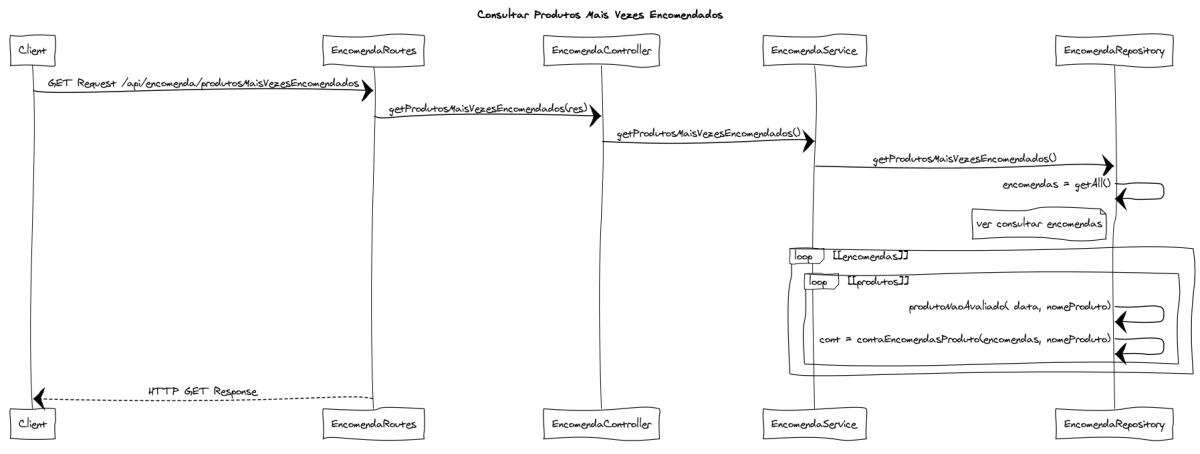 Consultar Produtos Mais Vezes Encomendados
Client
EncomendaRoutes
EncomendaController
EncomendaService
EncomendaRepository
GET Request /api/encomenda/produtosMaisVezesEncomendados
getProdutosMaisVezesEncomendados(res)
getProdutosMaisVezesEncomendados()
getProdutosMaisVezesEncomendados()
encomendas = getAll()
ver consultar encomendas
loop [[encomendas]]
loop [[produtos]]
produtoNaoAvaliado( data, nomeProduto)
cont = contaEncomendasProduto(encomendas, nomeProduto)
HTTP GET Response
Client
EncomendaRoutes
EncomendaController
EncomendaService
EncomendaRepository